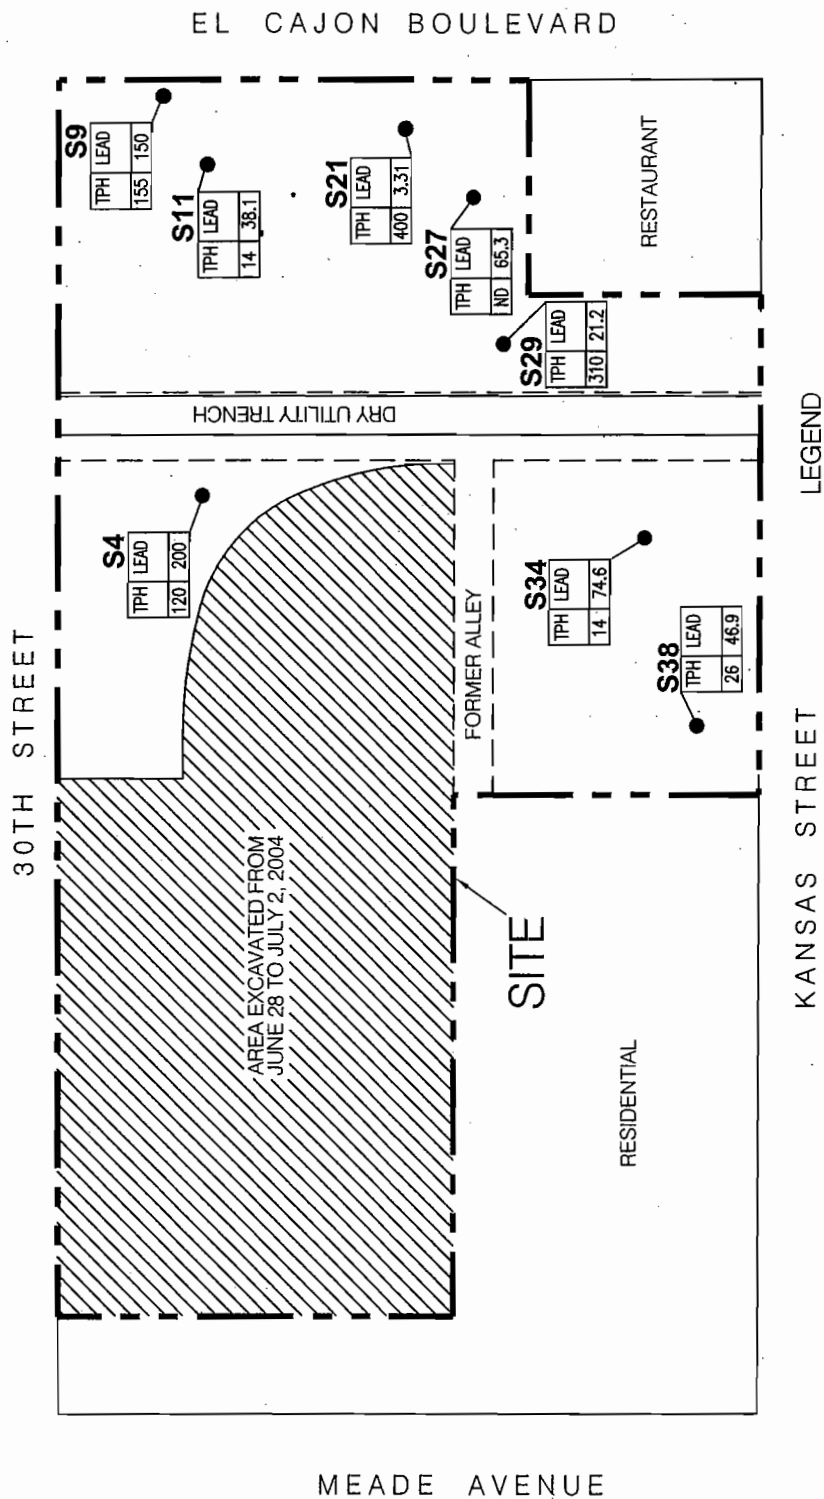 EL CAJON BOULEVARD
30TH STREET
S9
TPH LEAD
155 150
S11
TPH LEAD
14 38.1
S21
TPH LEAD
400 3.31
S27
TPH LEAD
ND 65.3
S29
TPH LEAD
310 21.2
RESTAURANT
DRY UTILITY TRENCH
S4
TPH LEAD
120 200
FORMER ALLEY
S34
TPH LEAD
14 74.6
S38
TPH LEAD
26 46.9
AREA EXCAVATED FROM
JUNE 28 TO JULY 2, 2004
SITE
RESIDENTIAL
KANSAS STREET
LEGEND
MEADE AVENUE